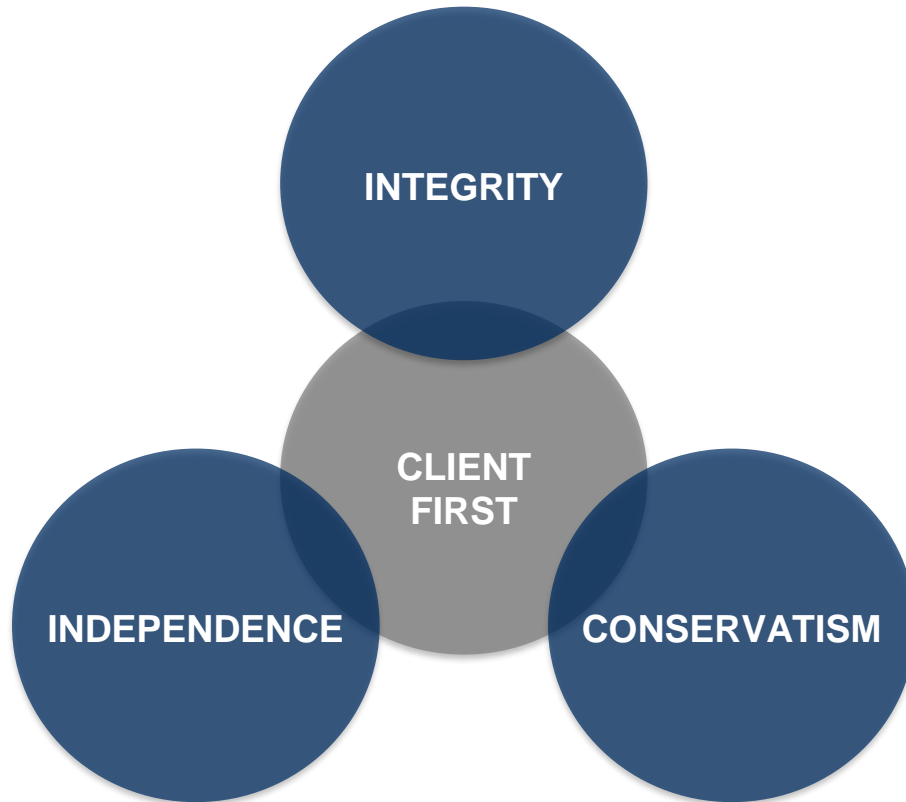 INTEGRITY
CLIENT
FIRST
INDEPENDENCE
CONSERVATISM